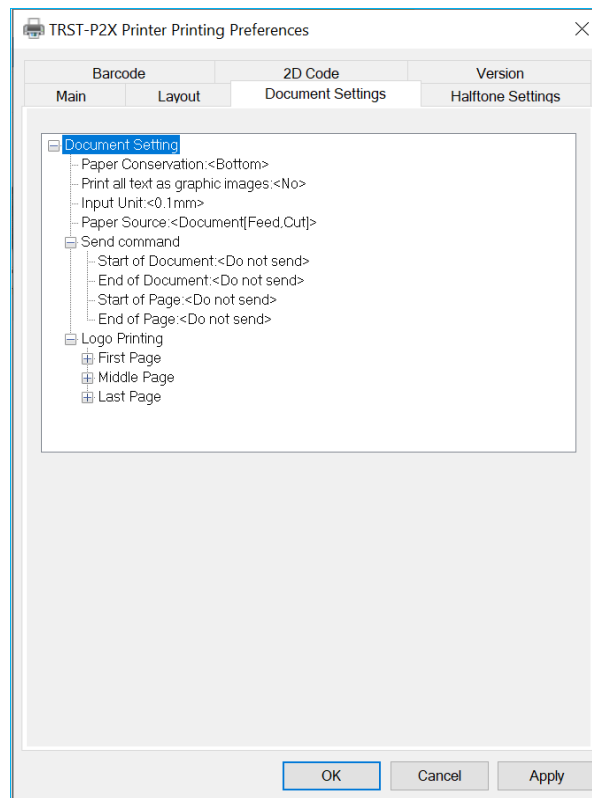 TRST-P2X Printer Printing Preferences
Barcode 2D Code Version
Main Layout Document Settings Halftone Settings
Document Setting
Paper Conservation:<Bottom>
Print all text as graphic images:<No>
Input Unit:<0.1mm>
Paper Source:<Document[Feed,Cut]>
Send command
Start of Document:<Do not send>
End of Document:<Do not send>
Start of Page:<Do not send>
End of Page:<Do not send>
Logo Printing
First Page
Middle Page
Last Page
OK Cancel Apply